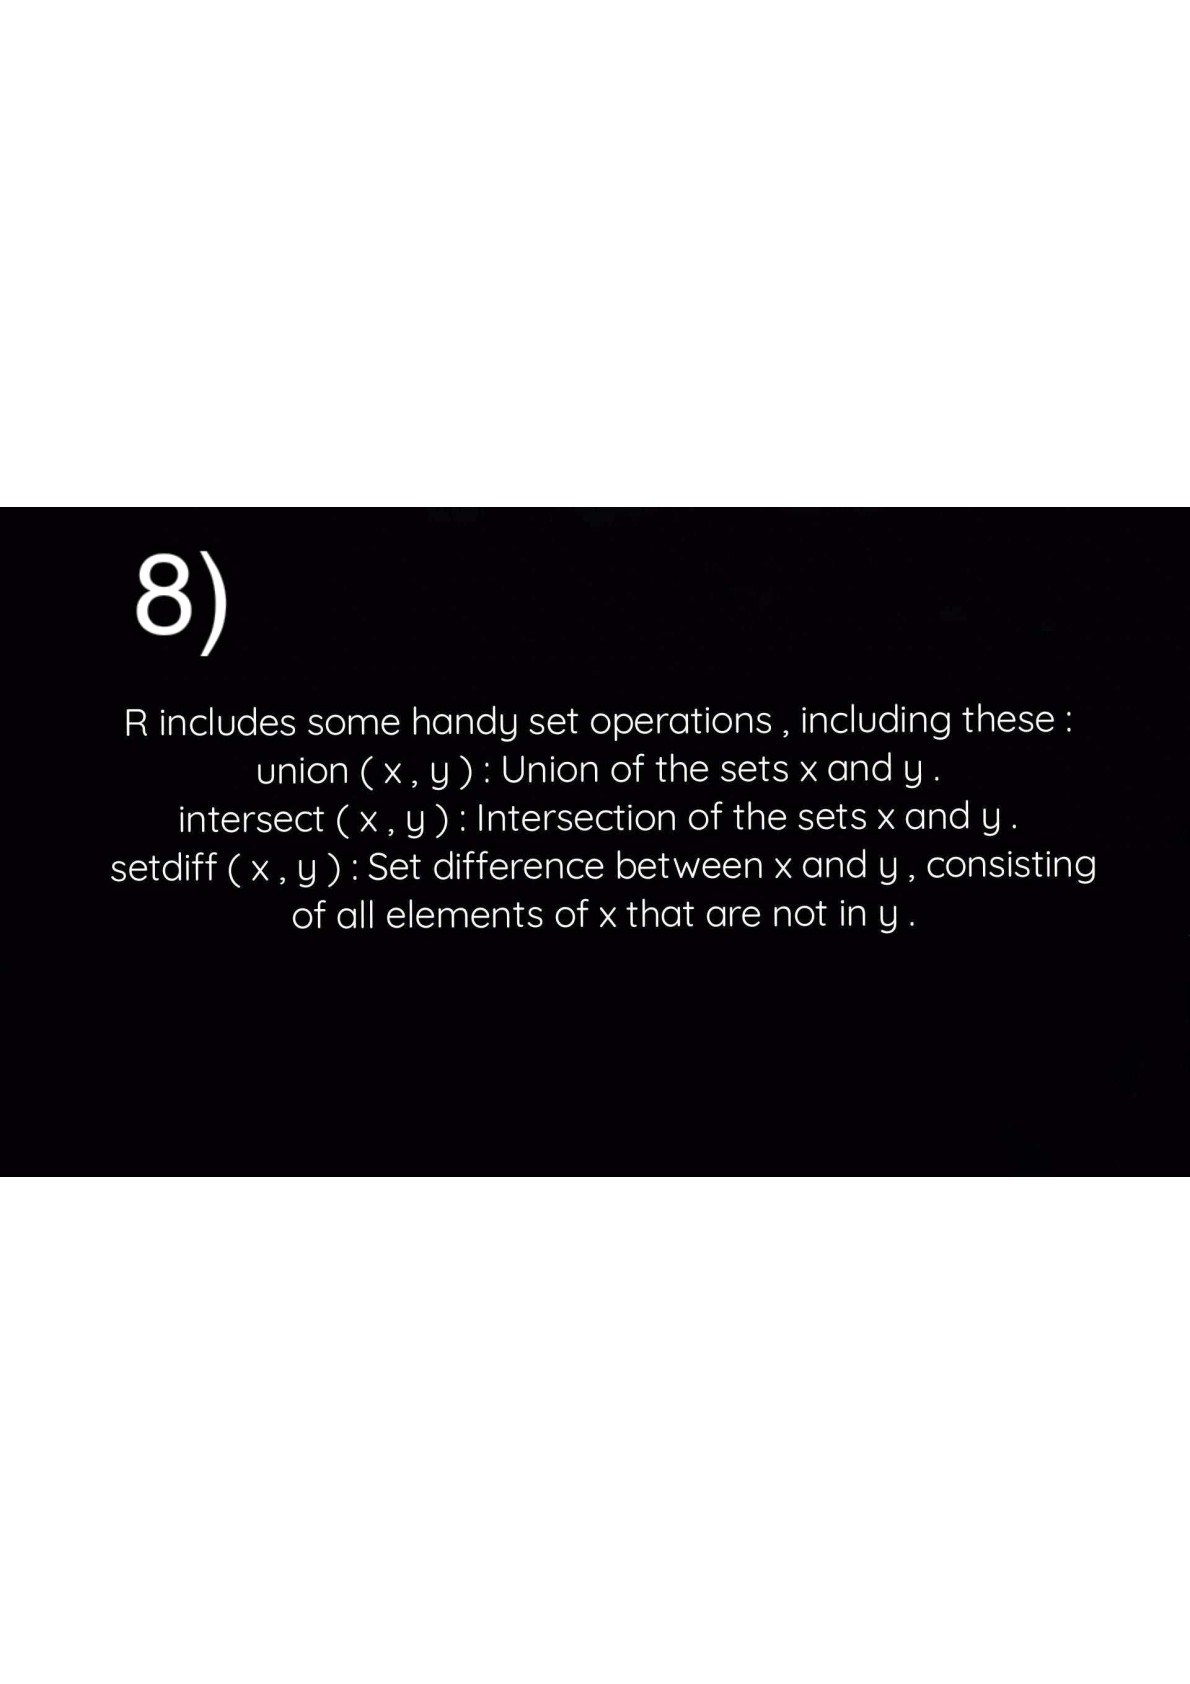 8)
R includes some handy set operations , including these :
union ( x , y ) : Union of the sets x and y .
intersect ( x , y ) : Intersection of the sets x and y .
setdiff ( x , y ) : Set difference between x and y , consisting
of all elements of x that are not in y .